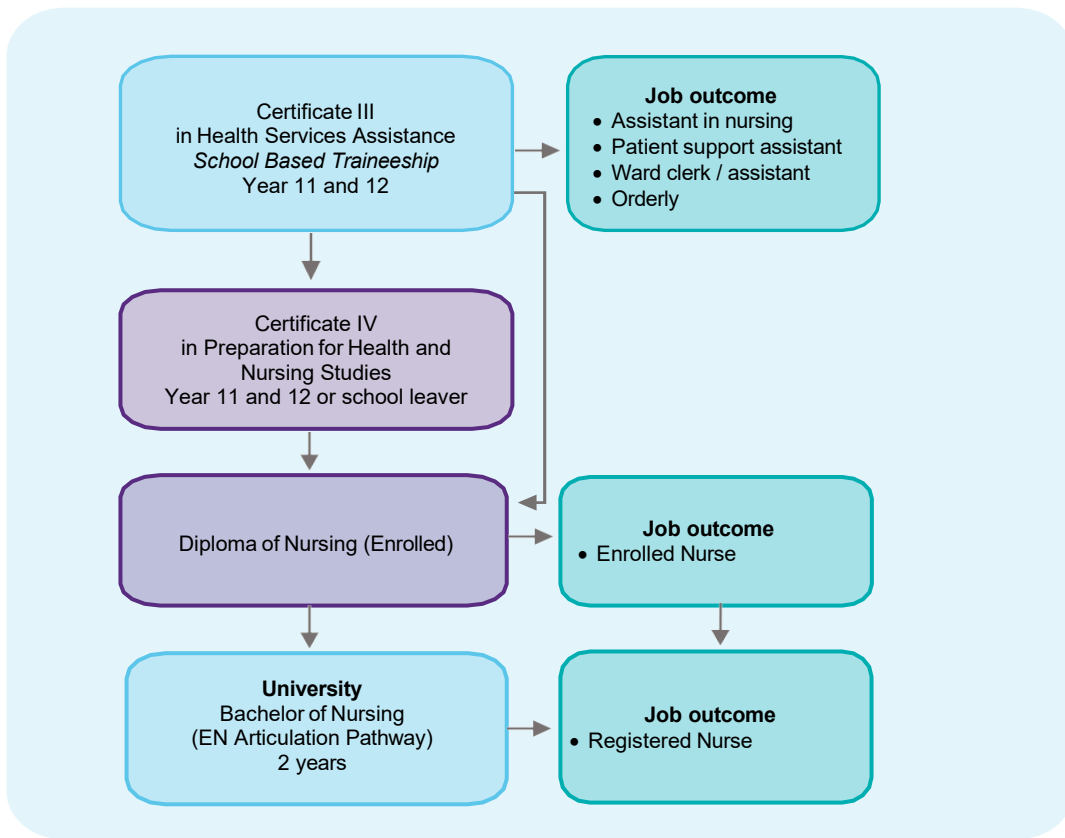 Certificate III
in Health Services Assistance
School Based Traineeship
Year 11 and 12
Job outcome
• Assistant in nursing
• Patient support assistant
• Ward clerk / assistant
• Orderly
Certificate IV
in Preparation for Health and
Nursing Studies
Year 11 and 12 or school leaver
Diploma of Nursing (Enrolled)
Job outcome
• Enrolled Nurse
University
Bachelor of Nursing
(EN Articulation Pathway)
2 years
Job outcome
• Registered Nurse